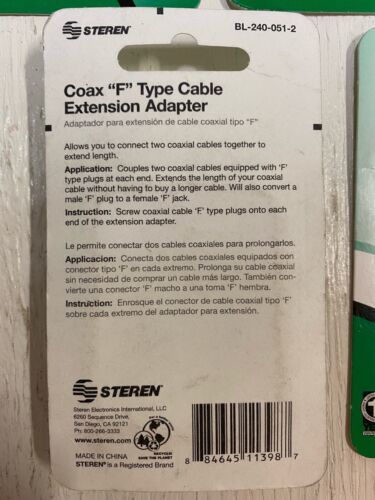 STEREN
BL-240-051-2
Coax “F” Type Cable
Extension Adapter
Adaptador para extensión de cable coaxial tipo “F”
Allows you to connect two coaxial cables together to
extend length.
Application: Couples two coaxial cables equipped with ‘F’
type plugs at each end. Extends the length of your coaxial
cable without having to buy a longer cable. Will also convert a
male ‘F’ plug to a female ‘F’ jack.
Instruction: Screw coaxial cable ‘F’ type plugs onto each
end of the extension adapter.
Le permite conectar dos cables coaxiales para prolongarlos.
Applicacion: Conecta dos cables coaxiales equipados con
conector tipo ‘F’ en cada extremo. Prolonga su cable coaxial
sin necesidad de comprar un cable más largo. También con-
vierte una conector ‘F’ macho a una toma ‘F’ hembra.
Instruction: Enrosque el conector de cable coaxial tipo ‘F’
sobre cada extremo del adaptador para extensión.
STEREN
Steren Electronics International, LLC
6260 Sequence Drive,
San Diego, CA 92121
Ph: 800-266-3333
www.steren.com
RECYCLE
SAVE THE PLANET
MADE IN CHINA
STEREN® is a Registered Brand
8 84645 11398 7